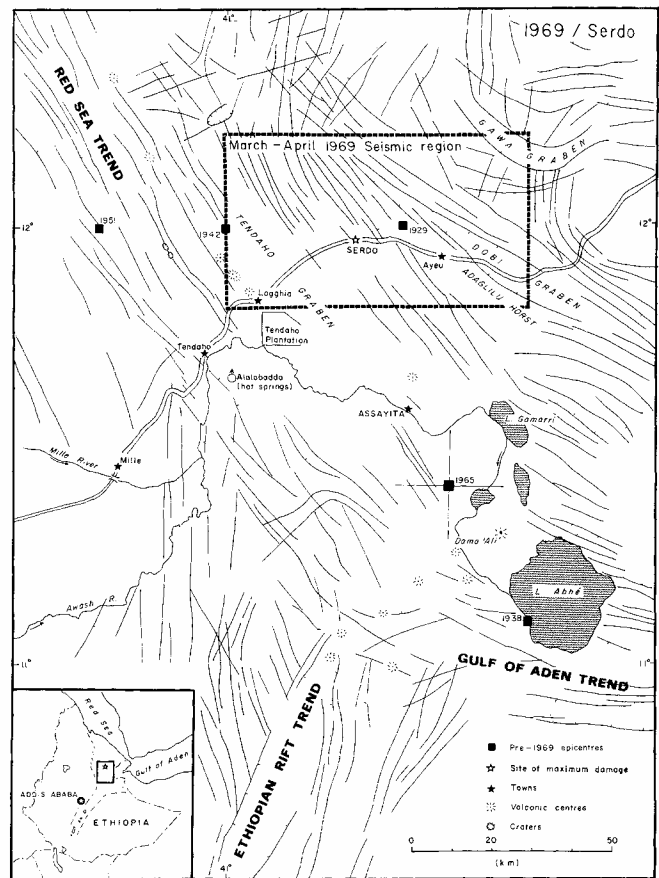 41°
1969 / Serdo
RED SEA TREND
GAWA GRABEN
March – April 1969 Seismic region
1951
12°
1942
TENDAHO
GRABEN
1929
12°
SERDO
Ayeu
DOBI
GRABEN
ADAGLILU HORST
Logghia
Tendaho
Plantation
Tendaho
Alalobadda
(hot springs)
ASSAYITA
L. Gamarri
Mille River
Mille
1965
Dama 'Ali
L. Abhé
Awash R.
1938
11°
11°
GULF OF ADEN TREND
ETHIOPIAN RIFT TREND
41°
Red Sea
Gulf of Aden
ADDIS ABABA
ETHIOPIA
Pre-1969 epicentres
Site of maximum damage
Towns
Volcanic centres
Craters
0 20 50
(km)